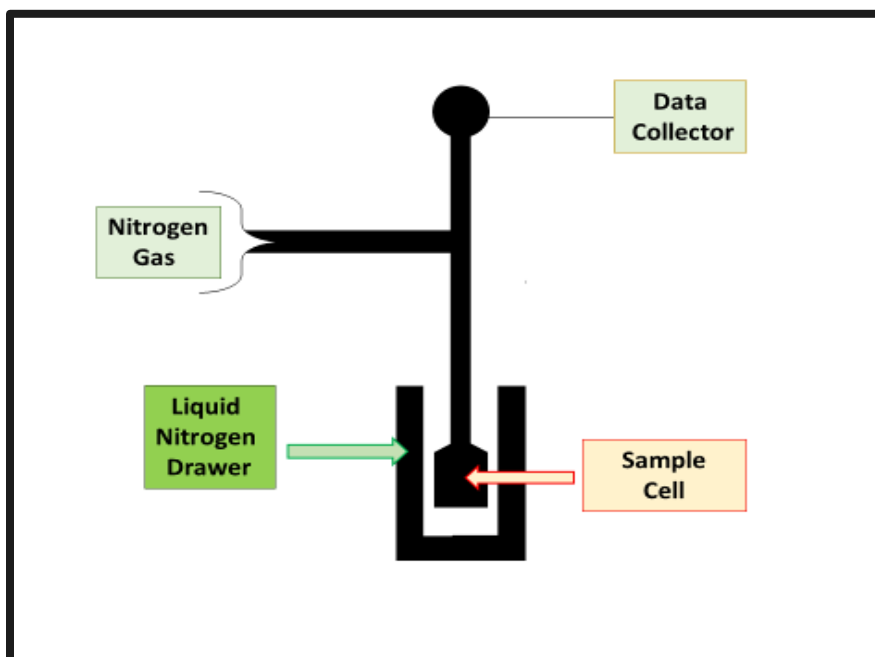 Data
Collector
Nitrogen
Gas
Liquid
Nitrogen
Drawer
Sample
Cell